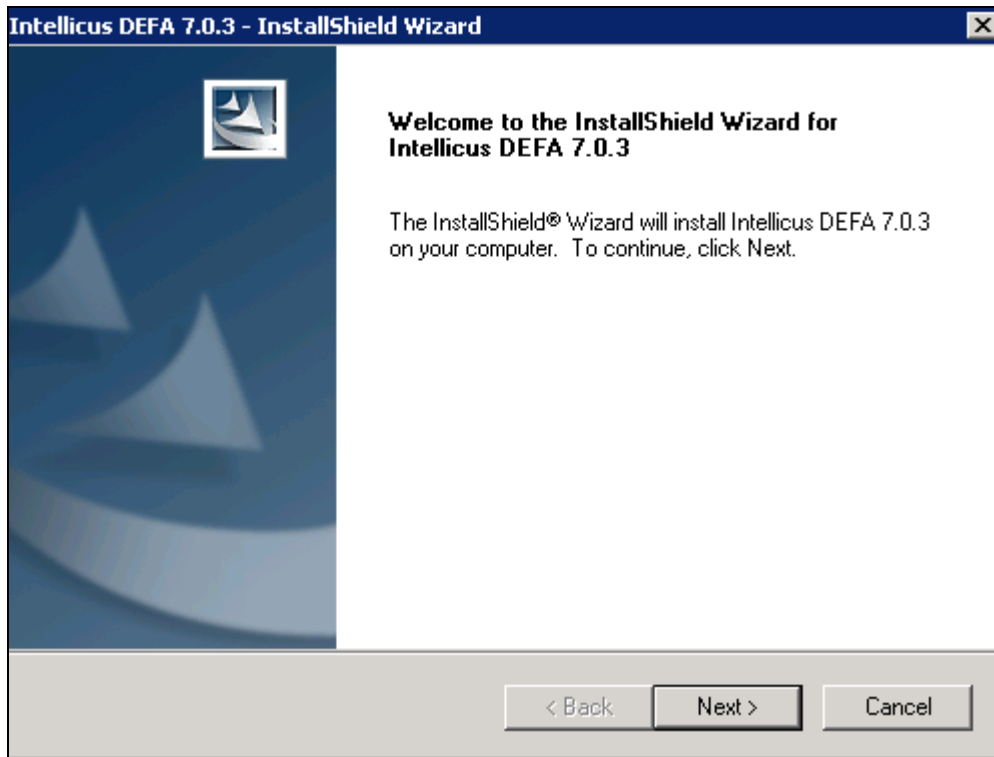 Intellicus DEFA 7.0.3 - InstallShield Wizard
Welcome to the InstallShield Wizard for
Intellicus DEFA 7.0.3
The InstallShield® Wizard will install Intellicus DEFA 7.0.3
on your computer.  To continue, click Next.
< Back
Next >
Cancel